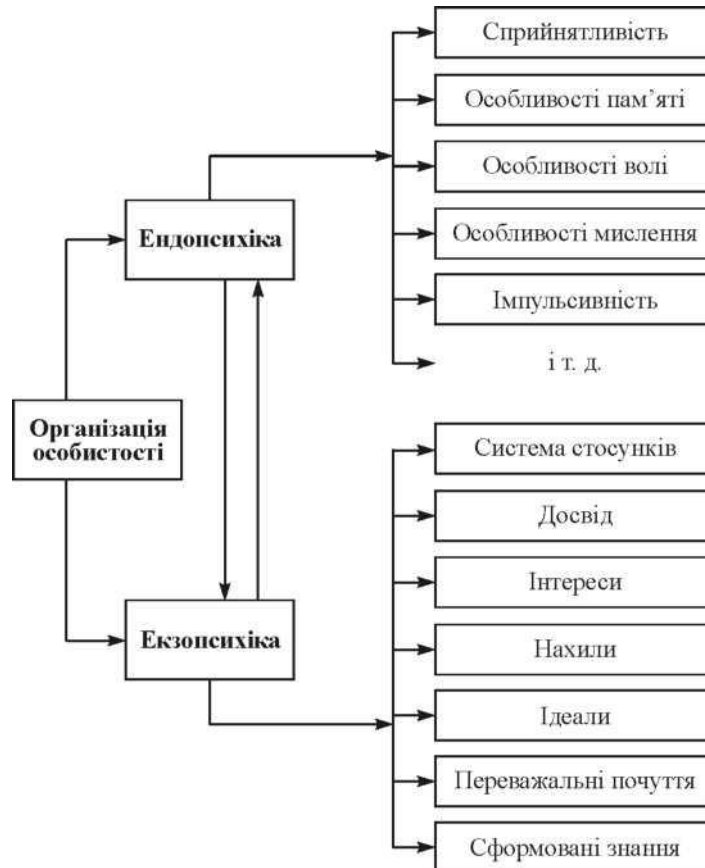 Сприйнятливість
Особливості пам’яті
Особливості волі
Ендопсихіка
Особливості мислення
Імпульсивність
і т. д.
Організація
особистості
Система стосунків
Досвід
Інтереси
Екзопсихіка
Нахили
Ідеали
Переважальні почуття
Сформовані знання